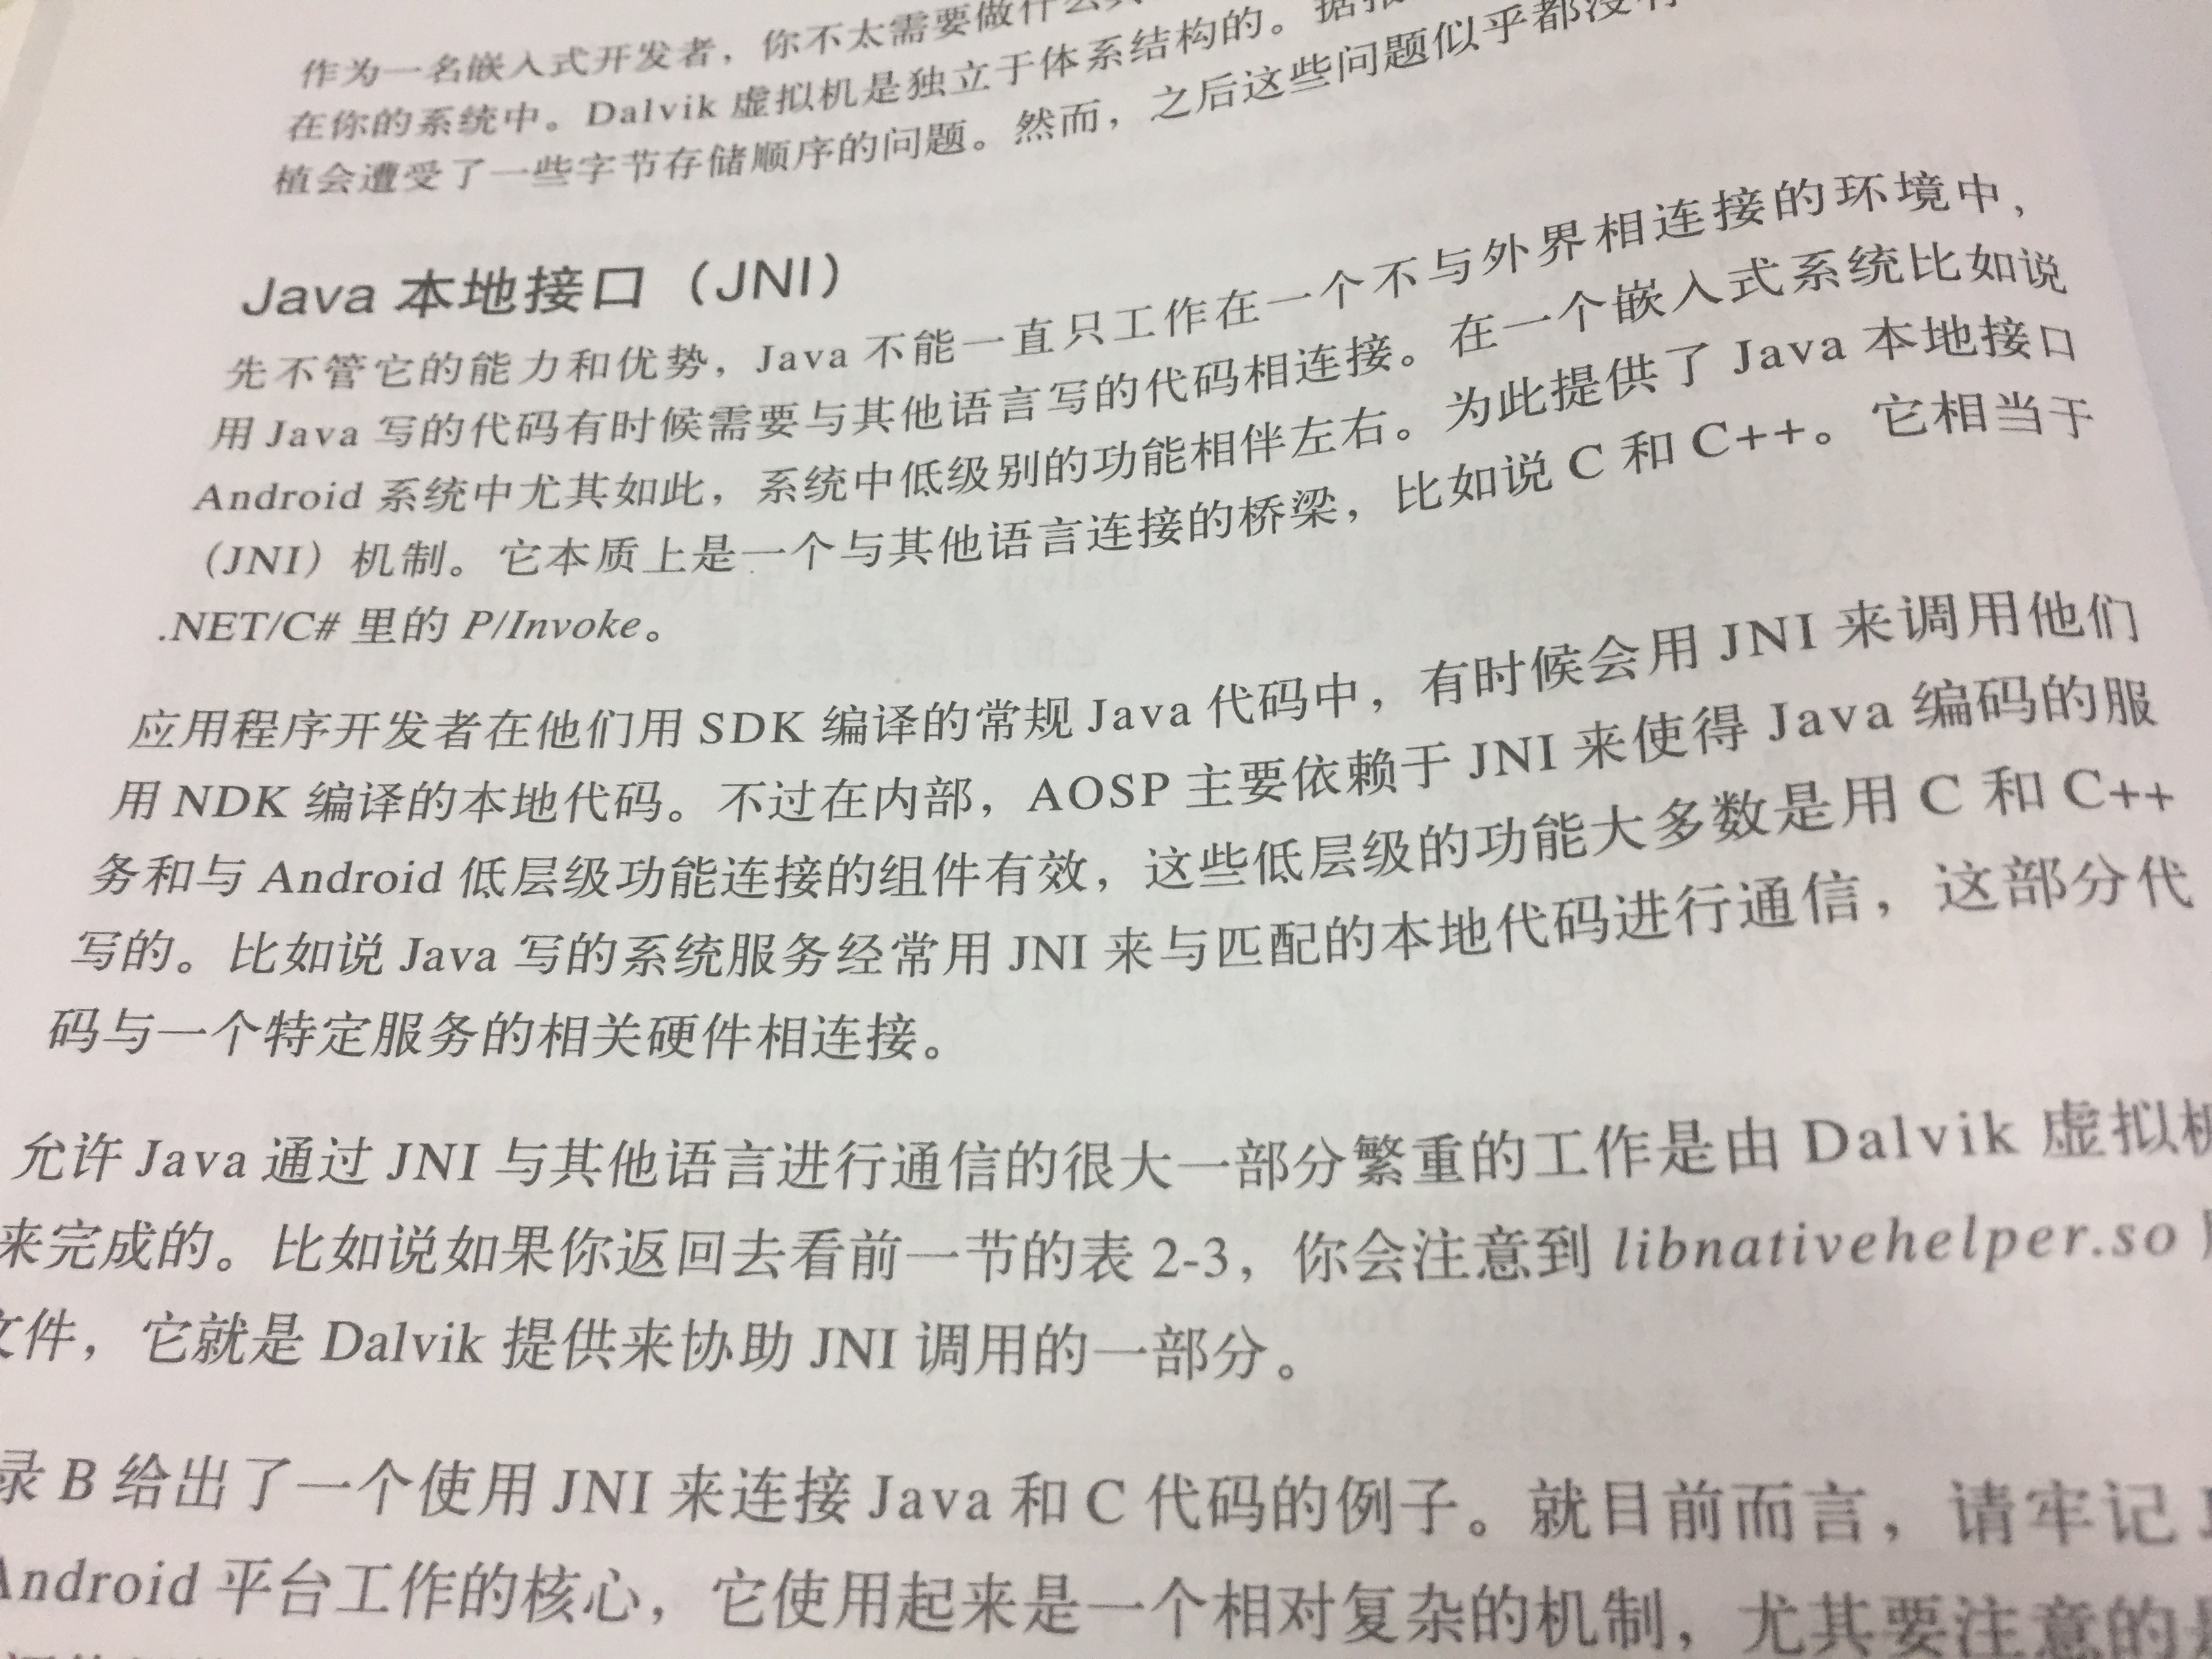 作为一名嵌入式开发者，你不太需要做什么
在你的系统中。Dalvik 虚拟机是独立于体系结构的。据报
植会遭受了一些字节存储顺序的问题。然而，之后这些问题似乎都没有
Java 本地接口（JNI）
先不管它的能力和优势，Java 不能一直只工作在一个不与外界相连接的环境中，
用 Java 写的代码有时候需要与其他语言写的代码相连接。在一个嵌入式系统比如说
Android 系统中尤其如此，系统中低级别的功能相伴左右。为此提供了 Java 本地接口
（JNI）机制。它本质上是一个与其他语言连接的桥梁，比如说 C 和 C++。它相当于
.NET/C# 里的 P/Invoke。
应用程序开发者在他们用 SDK 编译的常规 Java 代码中，有时候会用 JNI 来调用他们
用 NDK 编译的本地代码。不过在内部，AOSP 主要依赖于 JNI 来使得 Java 编码的服
务和与 Android 低层级功能连接的组件有效，这些低层级的功能大多数是用 C 和 C++
写的。比如说 Java 写的系统服务经常用 JNI 来与匹配的本地代码进行通信，这部分代
码与一个特定服务的相关硬件相连接。
允许 Java 通过 JNI 与其他语言进行通信的很大一部分繁重的工作是由 Dalvik 虚拟机
来完成的。比如说如果你返回去看前一节的表 2-3，你会注意到 libnativehelper.so
文件，它就是 Dalvik 提供来协助 JNI 调用的一部分。
录 B 给出了一个使用 JNI 来连接 Java 和 C 代码的例子。就目前而言，请牢记
Android 平台工作的核心，它使用起来是一个相对复杂的机制，尤其要注意的是